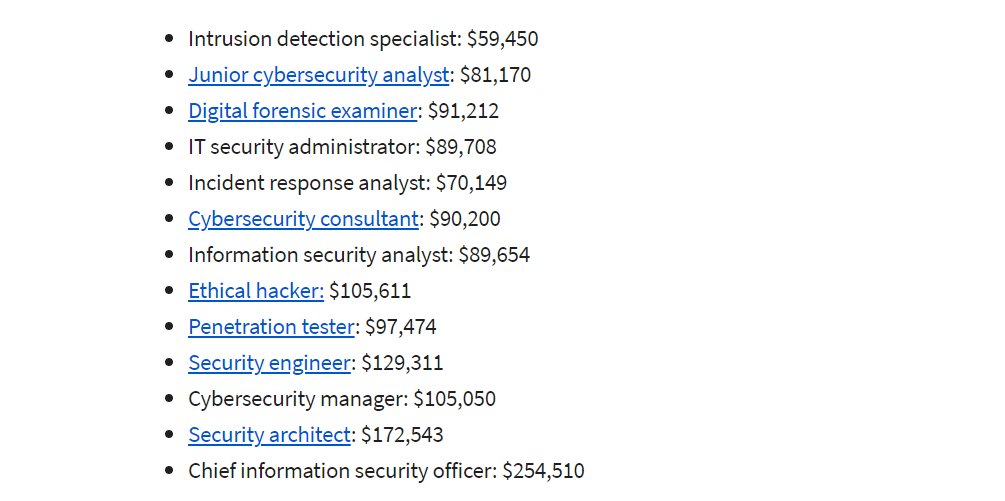 • Intrusion detection specialist: $59,450
• Junior cybersecurity analyst: $81,170
• Digital forensic examiner: $91,212
• IT security administrator: $89,708
• Incident response analyst: $70,149
• Cybersecurity consultant: $90,200
• Information security analyst: $89,654
• Ethical hacker: $105,611
• Penetration tester: $97,474
• Security engineer: $129,311
• Cybersecurity manager: $105,050
• Security architect: $172,543
• Chief information security officer: $254,510